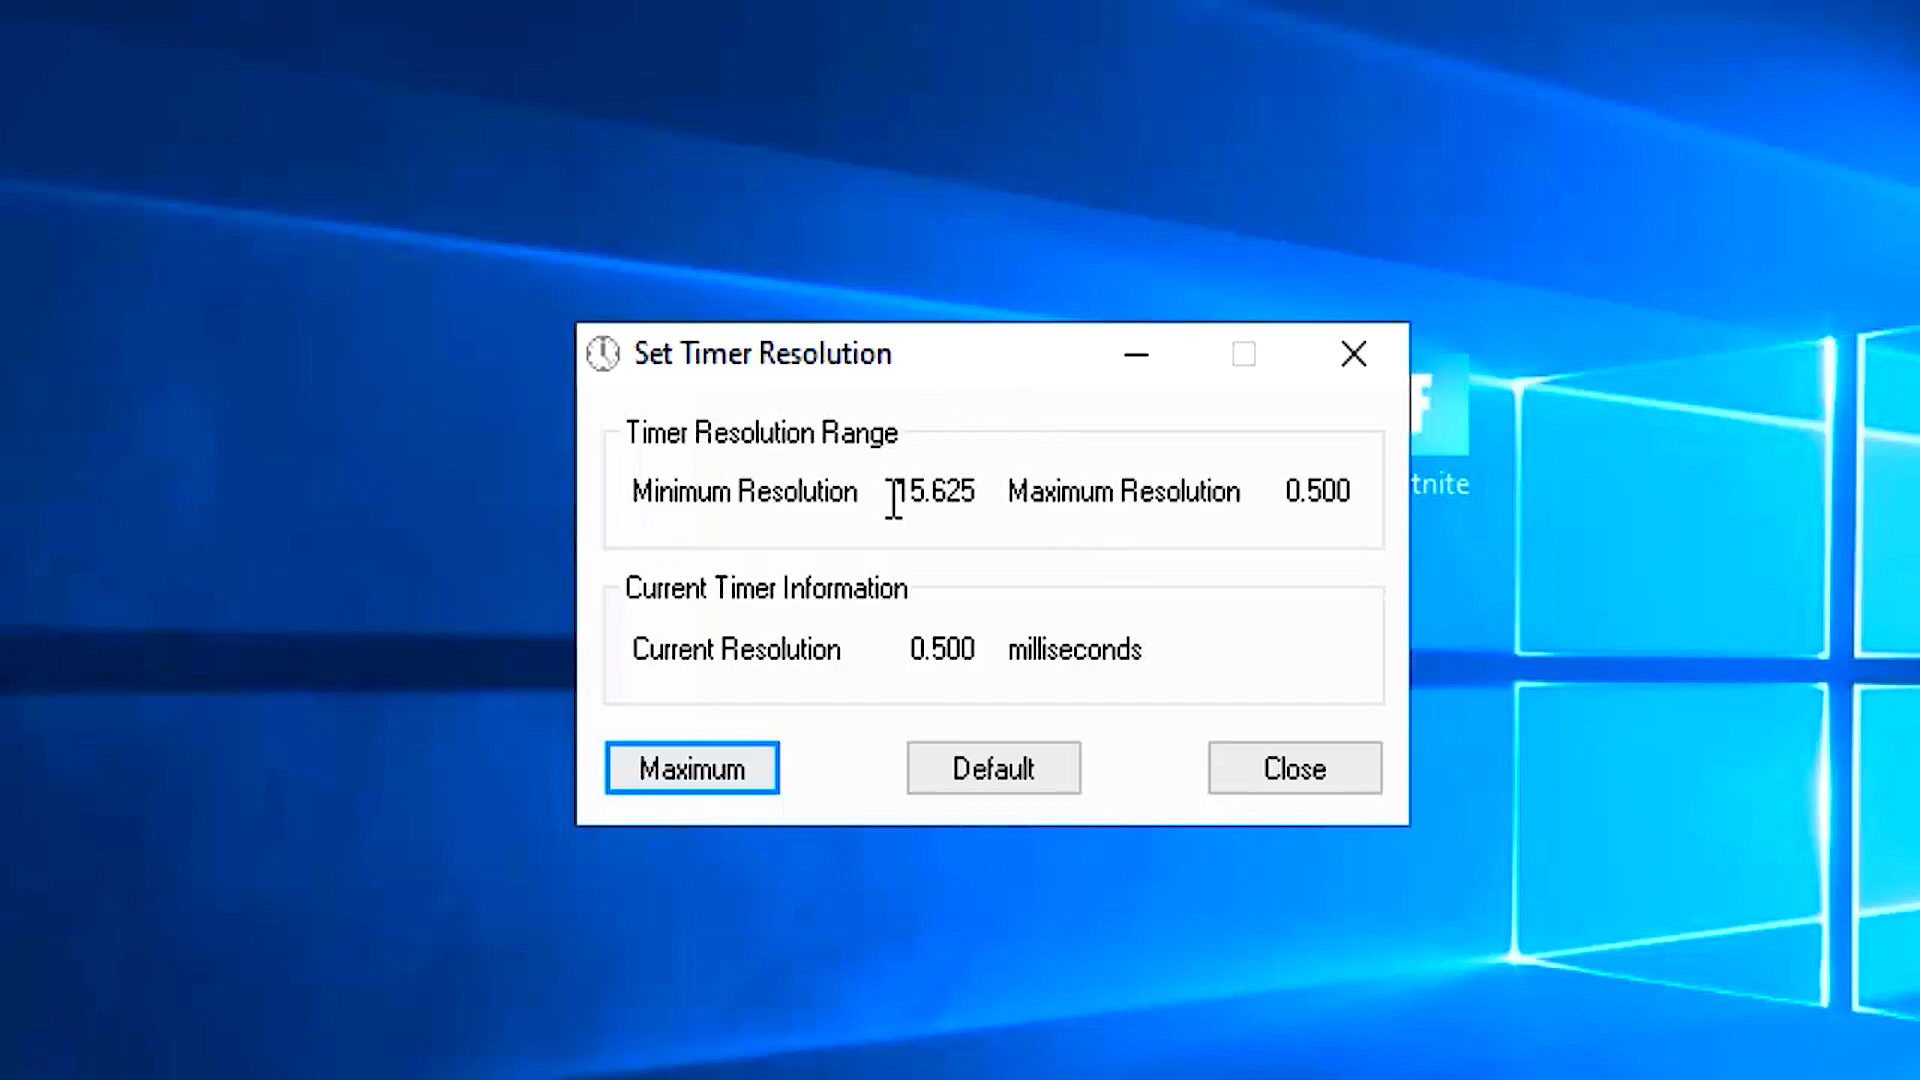 Set Timer Resolution
Timer Resolution Range
Minimum Resolution 15.625 Maximum Resolution 0.500
tnite
Current Timer Information
Current Resolution 0.500 milliseconds
Maximum Default Close